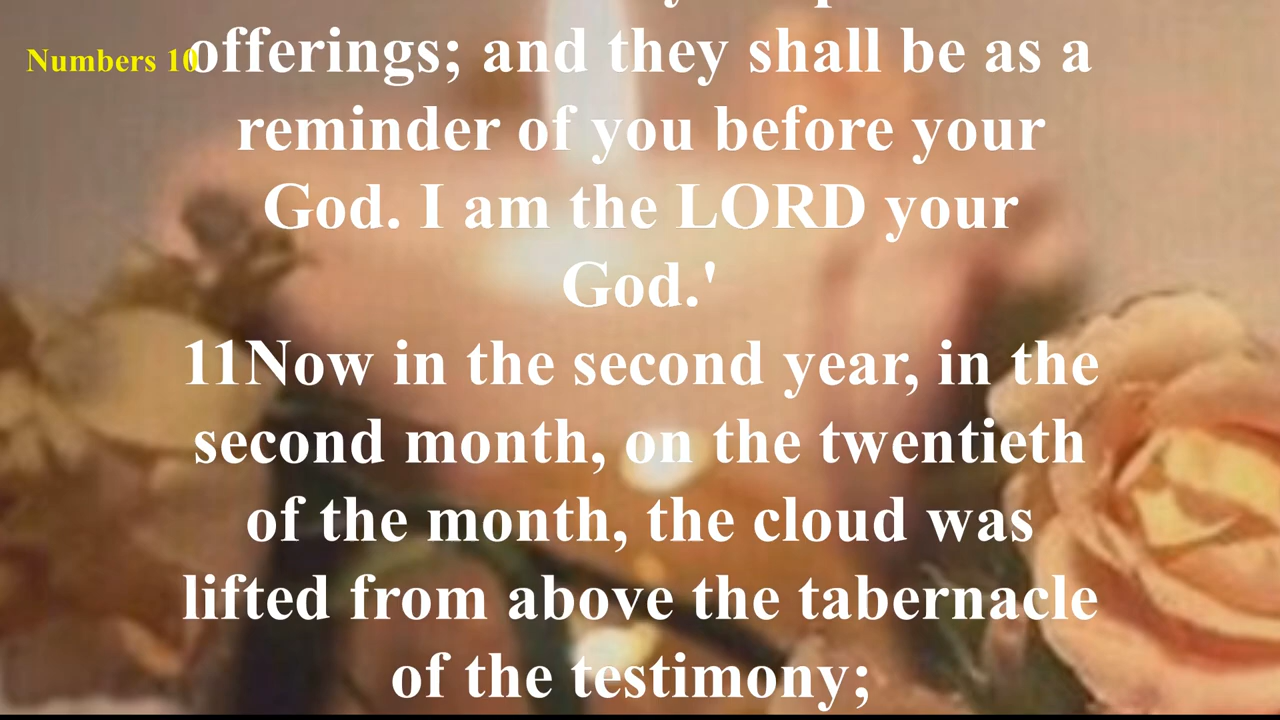 Numbers 10
offerings; and they shall be as a
reminder of you before your
God. I am the LORD your
God.'
11Now in the second year, in the
second month, on the twentieth
of the month, the cloud was
lifted from above the tabernacle
of the testimony;